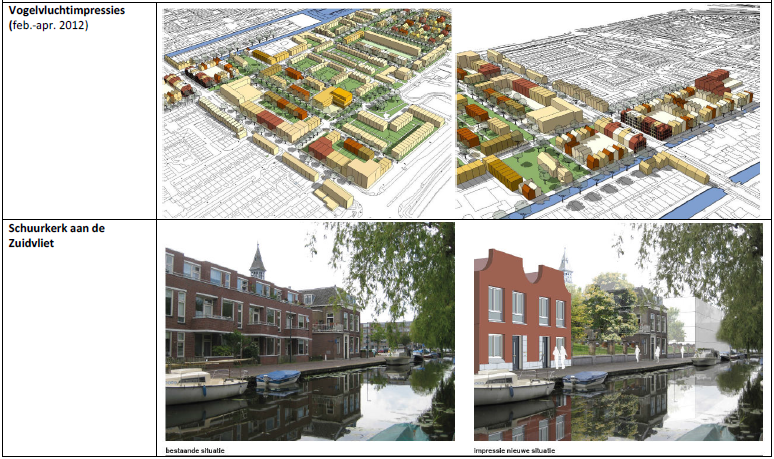 Vogelvluchtimpressies
(feb.-apr. 2012)
Schuurkerk aan de
Zuidvliet
bestaande situatie
impressie nieuwe situatie